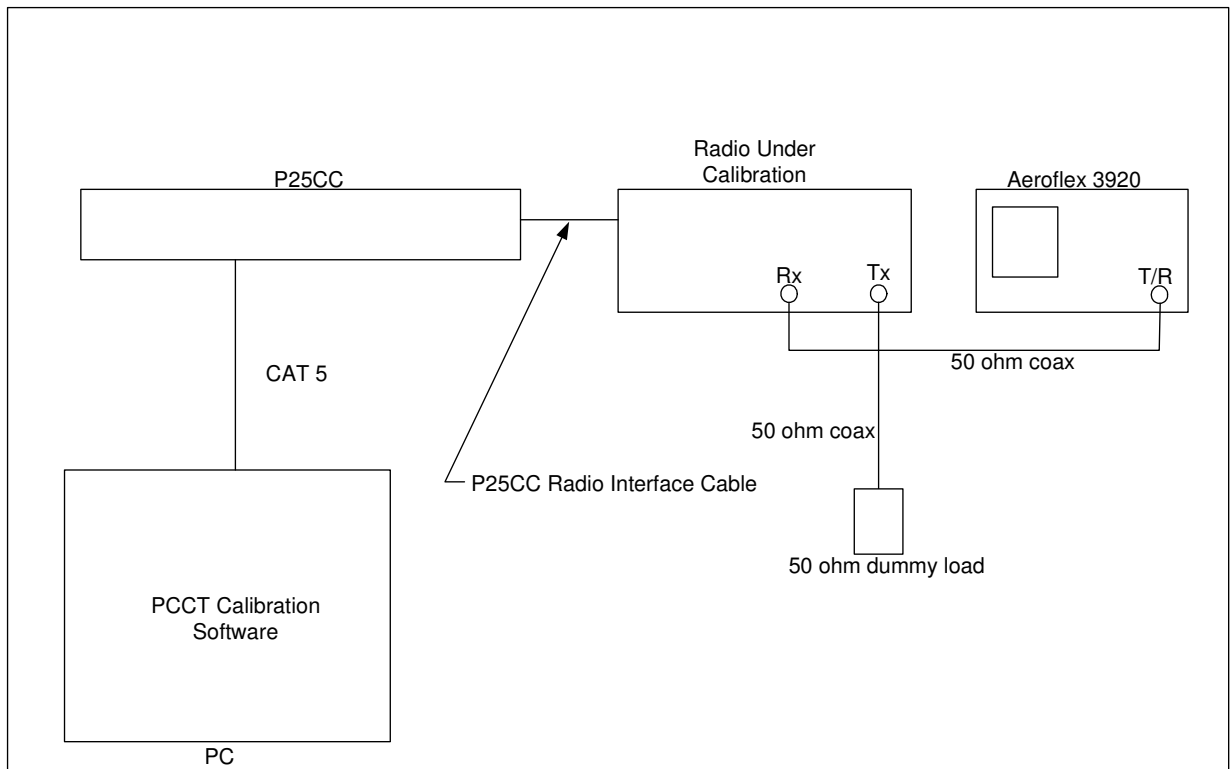 Radio Under
Calibration
P25CC
Aeroflex 3920
Rx
Tx
T/R
50 ohm coax
CAT 5
50 ohm coax
P25CC Radio Interface Cable
50 ohm dummy load
PCCT Calibration
Software
PC